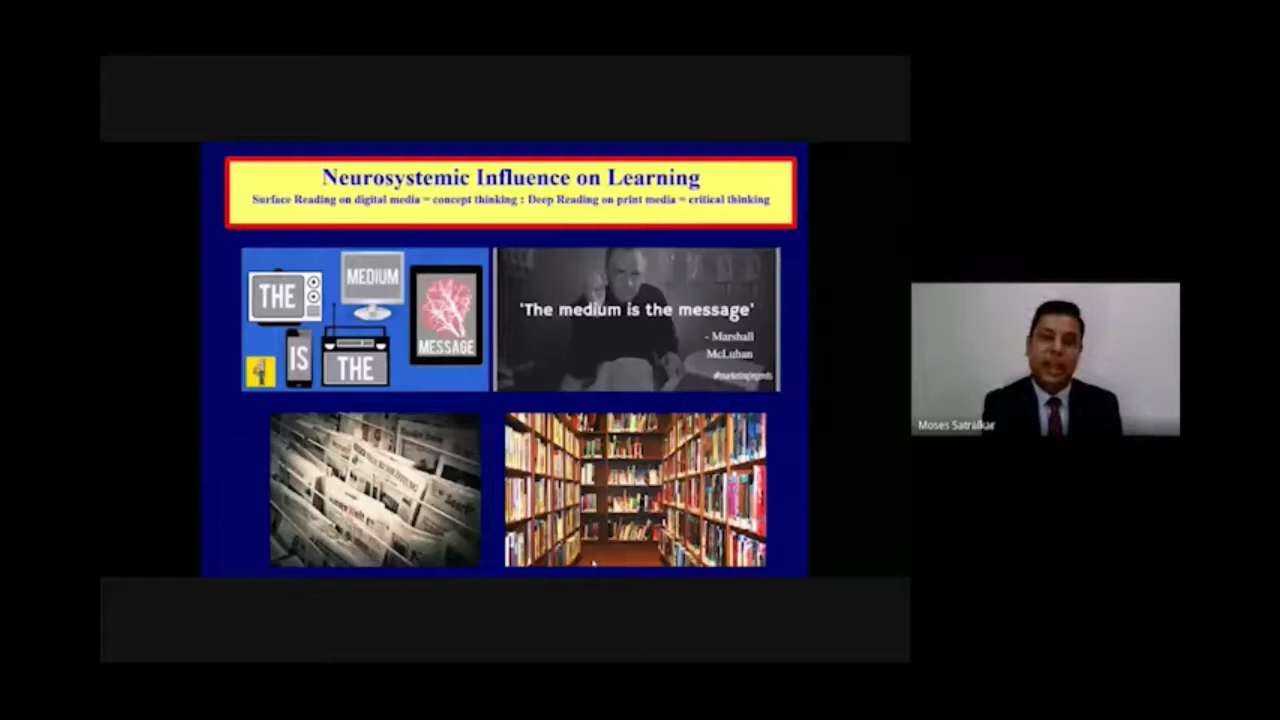 Neurosystemic Influence on Learning
Surface Reading on digital media = concept thinking : Deep Reading on print media = critical thinking
THE
MEDIUM
IS
THE
MESSAGE
'The medium is the message'
- Marshall
McLuhan
#marketinglegends
Moses Satralkar